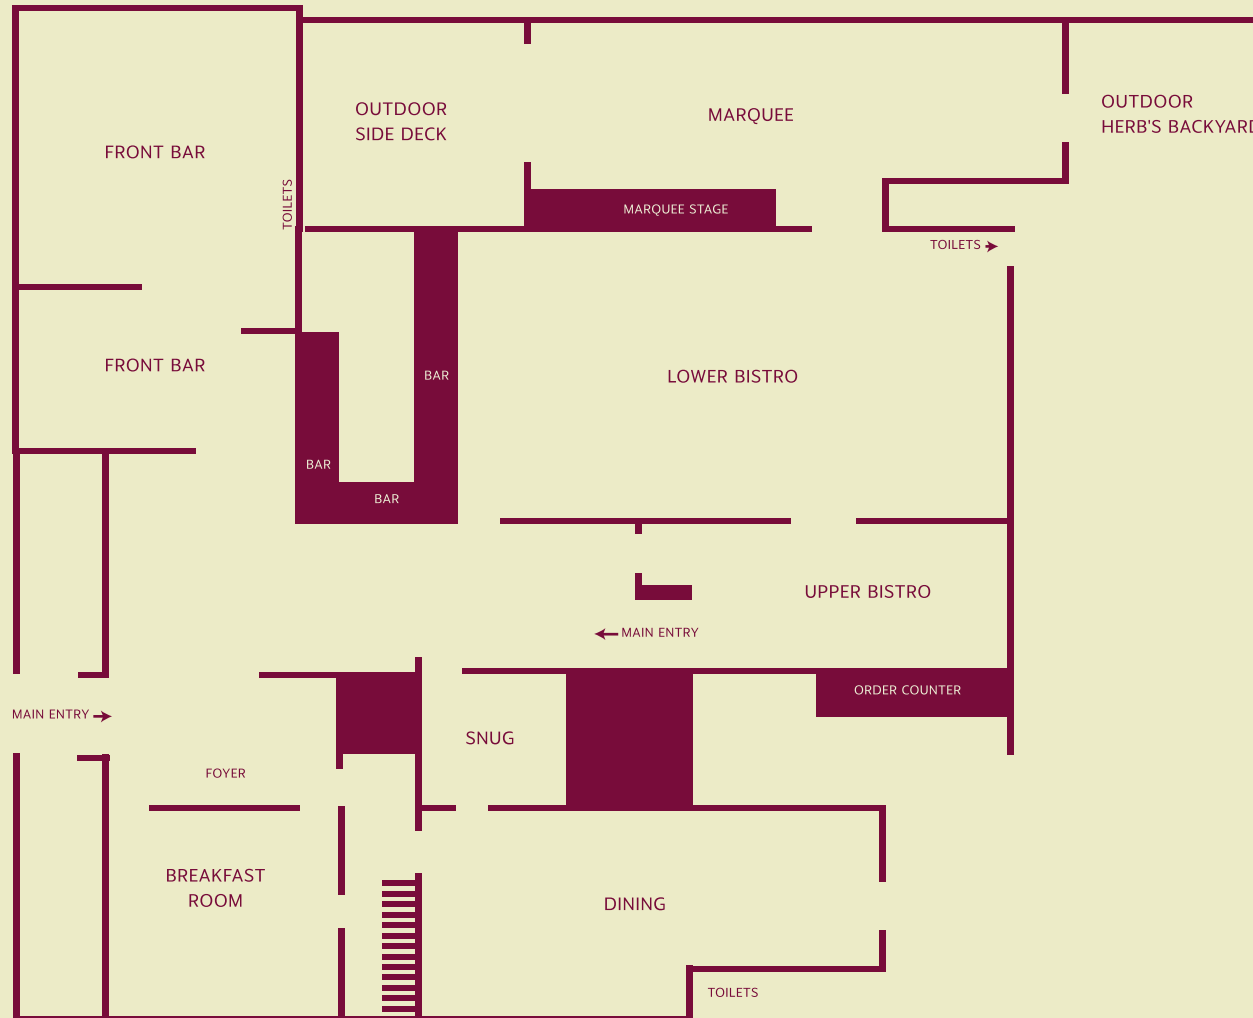 OUTDOOR
SIDE DECK
MARQUEE
OUTDOOR
HERB'S BACKYARD
FRONT BAR
TOILETS
MARQUEE STAGE
TOILETS
FRONT BAR
BAR
LOWER BISTRO
BAR
BAR
UPPER BISTRO
MAIN ENTRY
ORDER COUNTER
MAIN ENTRY
SNUG
FOYER
BREAKFAST
ROOM
DINING
TOILETS